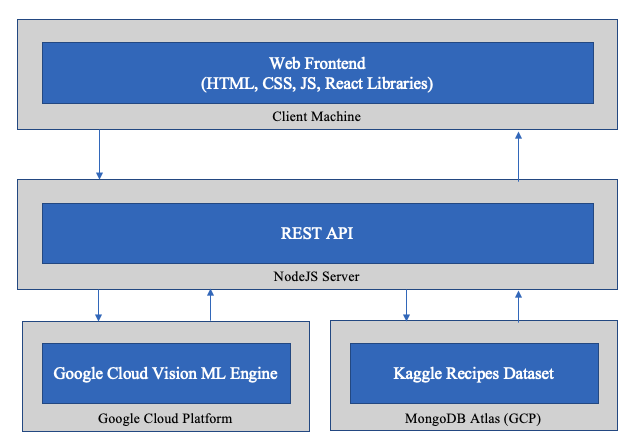 Web Frontend
(HTML, CSS, JS, React Libraries)
Client Machine
REST API
NodeJS Server
Google Cloud Vision ML Engine
Google Cloud Platform
Kaggle Recipes Dataset
MongoDB Atlas (GCP)